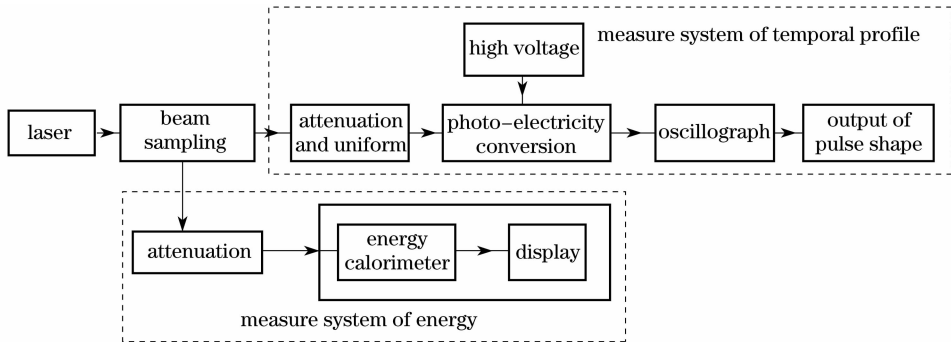 measure system of temporal profile
high voltage
laser
beam
sampling
attenuation
and uniform
photo-electricity
conversion
oscillograph
output of
pulse shape
attenuation
energy
calorimeter
display
measure system of energy